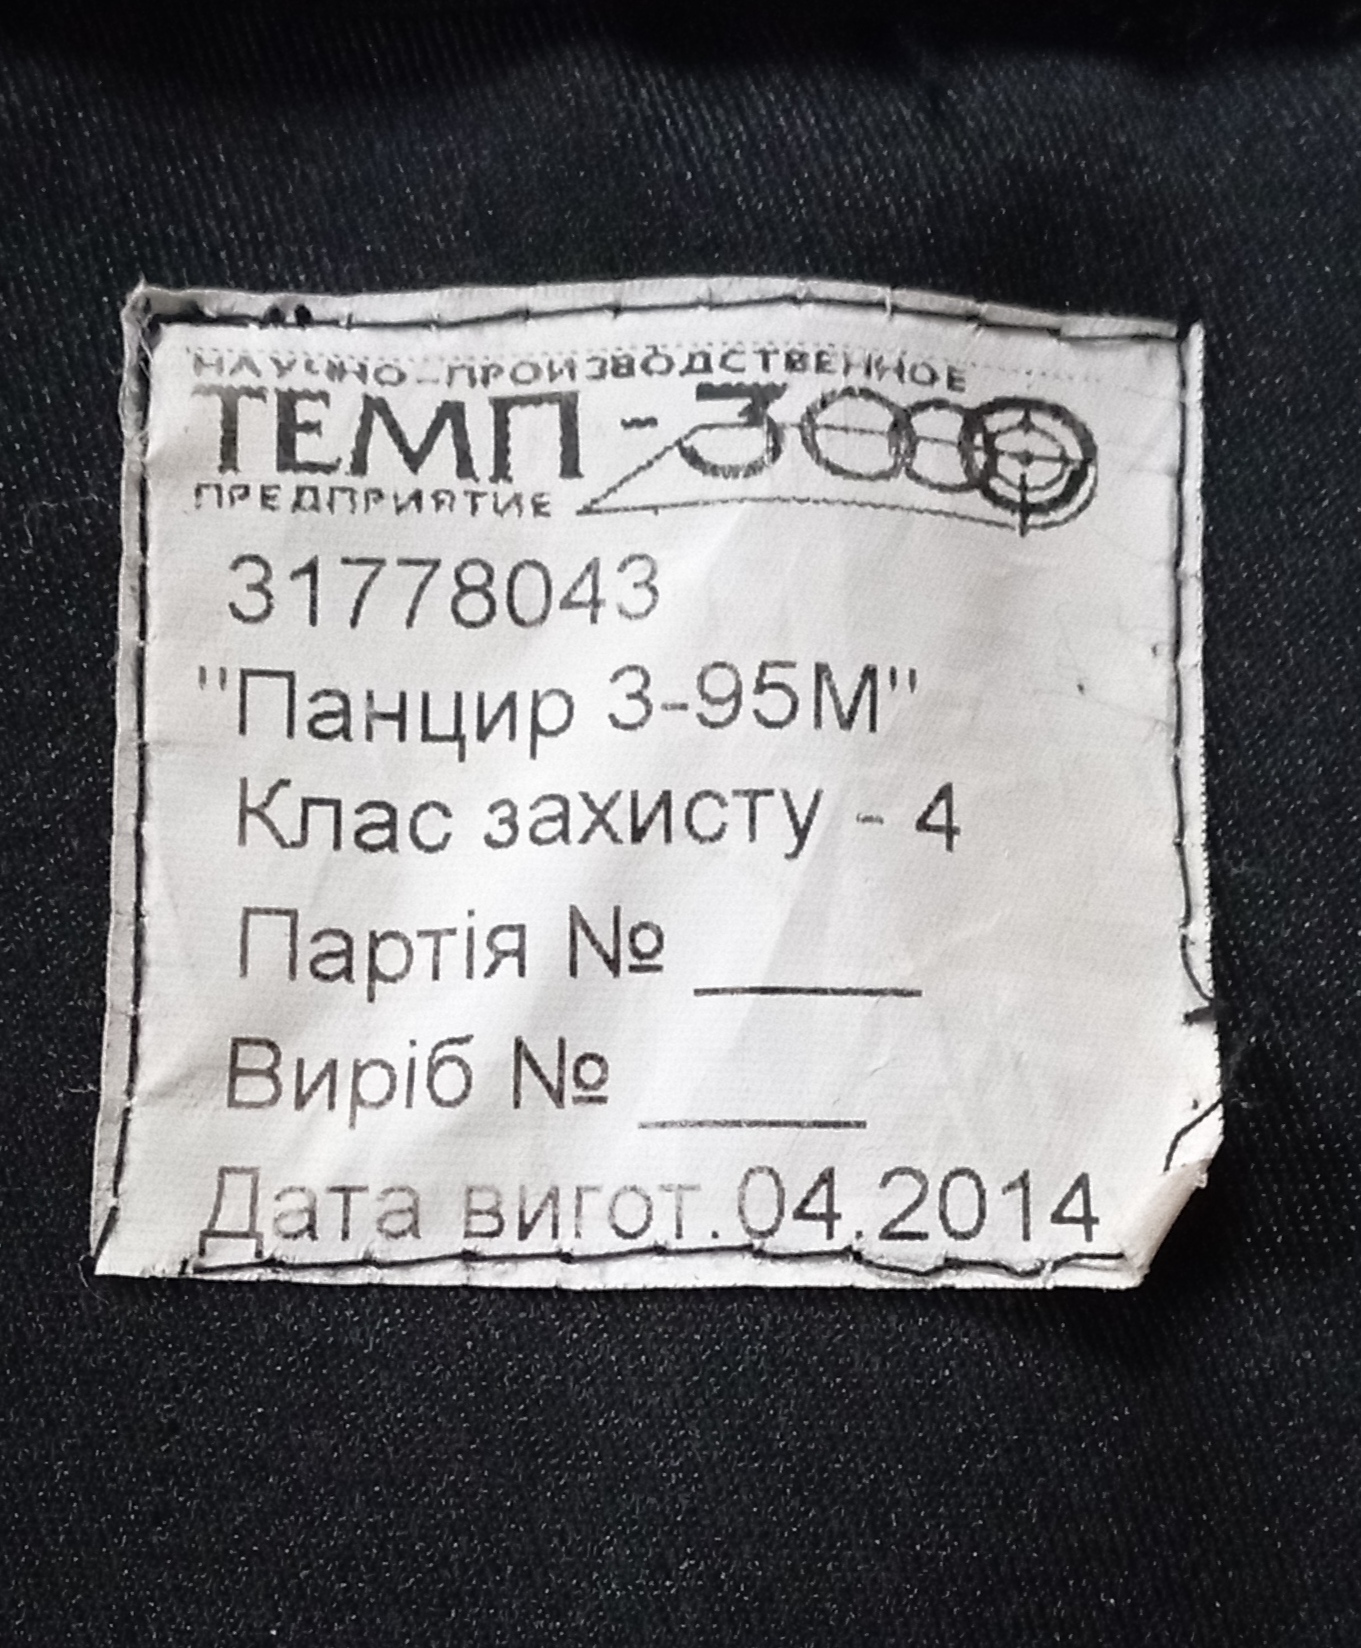 НАУЧНО-ПРОИЗВОДСТВЕННОЕ
ТЕМП-3000
ПРЕДПРИЯТИЕ
31778043
"Панцир 3-95М"
Клас захисту - 4
Партія № ______
Виріб № ______
Дата вигот.04.2014